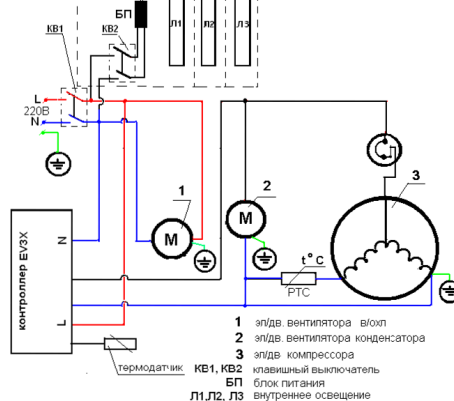 БП
КВ1
КВ2
Л1
Л2
Л3
L
220В
N
1
2
3
М
М
контроллер EV3X
N
L
t°C
РТС
термодатчик
1 эл/дв. вентилятора в/охл
2 эл/дв. вентилятора конденсатора
3 эл/дв компрессора
КВ1, КВ2 клавишный выключатель
БП блок питания
Л1,Л2, Л3 внутреннее освещение